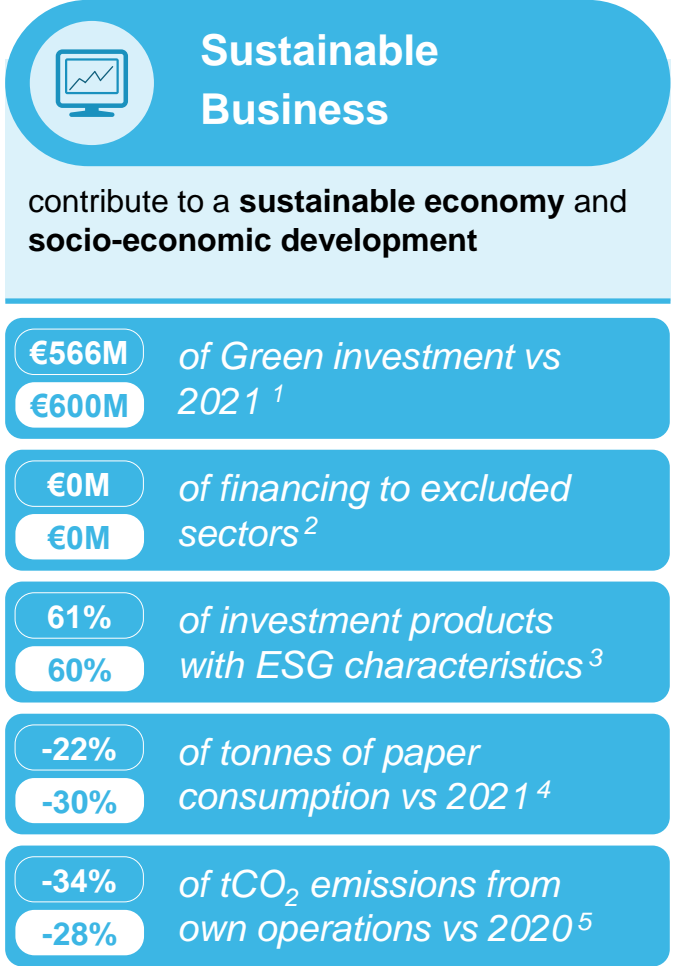 Sustainable
Business
contribute to a sustainable economy and
socio-economic development
€566M
€600M
of Green investment vs
2021 1
€0M
€0M
of financing to excluded
sectors 2
61%
60%
of investment products
with ESG characteristics 3
-22%
-30%
of tonnes of paper
consumption vs 2021 4
-34%
-28%
of tCO₂ emissions from
own operations vs 2020 5